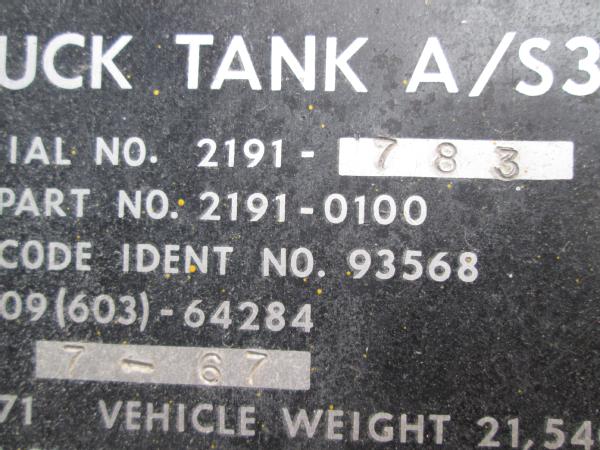 UCK TANK A/S3
IAL NO. 2191- 783
PART NO. 2191-0100
CODE IDENT NO. 93568
09(603)-64284
7-67
71 VEHICLE WEIGHT 21,540